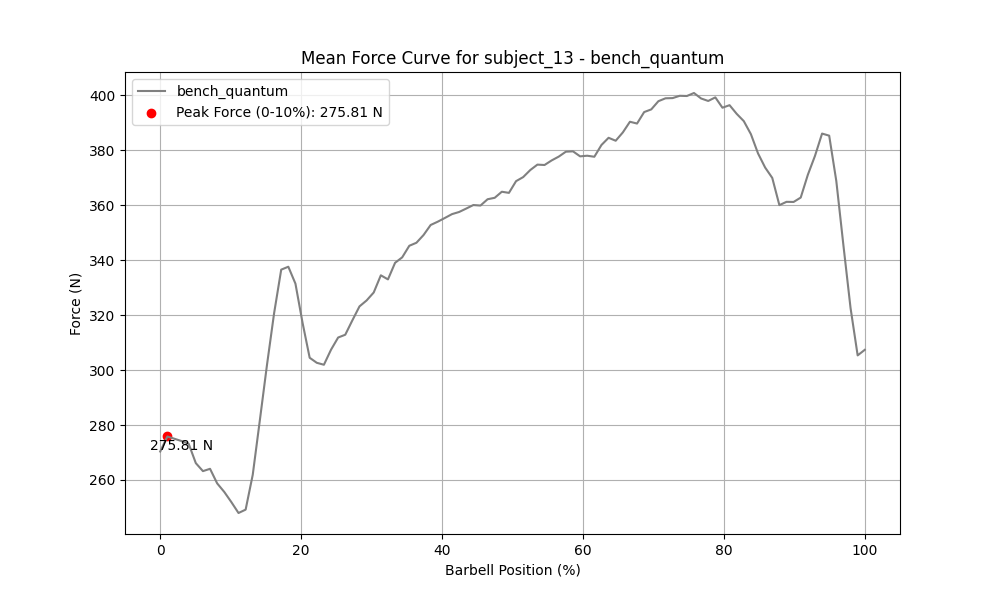 Mean Force Curve for subject_13 - bench_quantum
bench_quantum
Peak Force (0-10%): 275.81 N
400
380
360
340
320
300
280
260
Force (N)
275.81 N
0 20 40 60 80 100
Barbell Position (%)